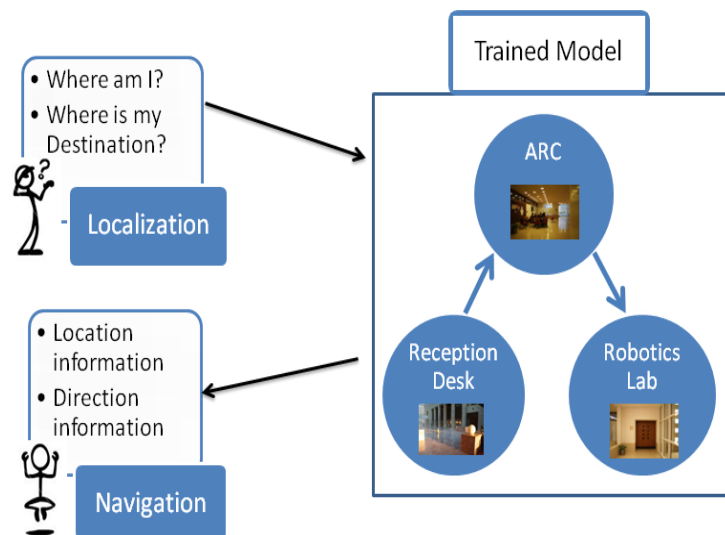 • Where am I?
• Where is my
Destination?
?
Localization
Trained Model
ARC
Reception
Desk
Robotics
Lab
• Location
information
• Direction
information
Navigation